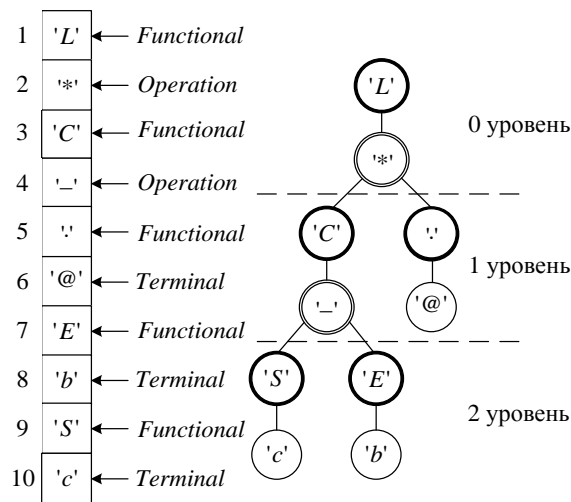 1 'L' Functional
2 '*' Operation
3 'C' Functional
4 '–' Operation
5 '·.' Functional
6 '@' Terminal
7 'E' Functional
8 'b' Terminal
9 'S' Functional
10 'c' Terminal
'L'
'*'
0 уровень
'C' '·.'
'–' '@'
1 уровень
'S' 'E'
'c' 'b'
2 уровень